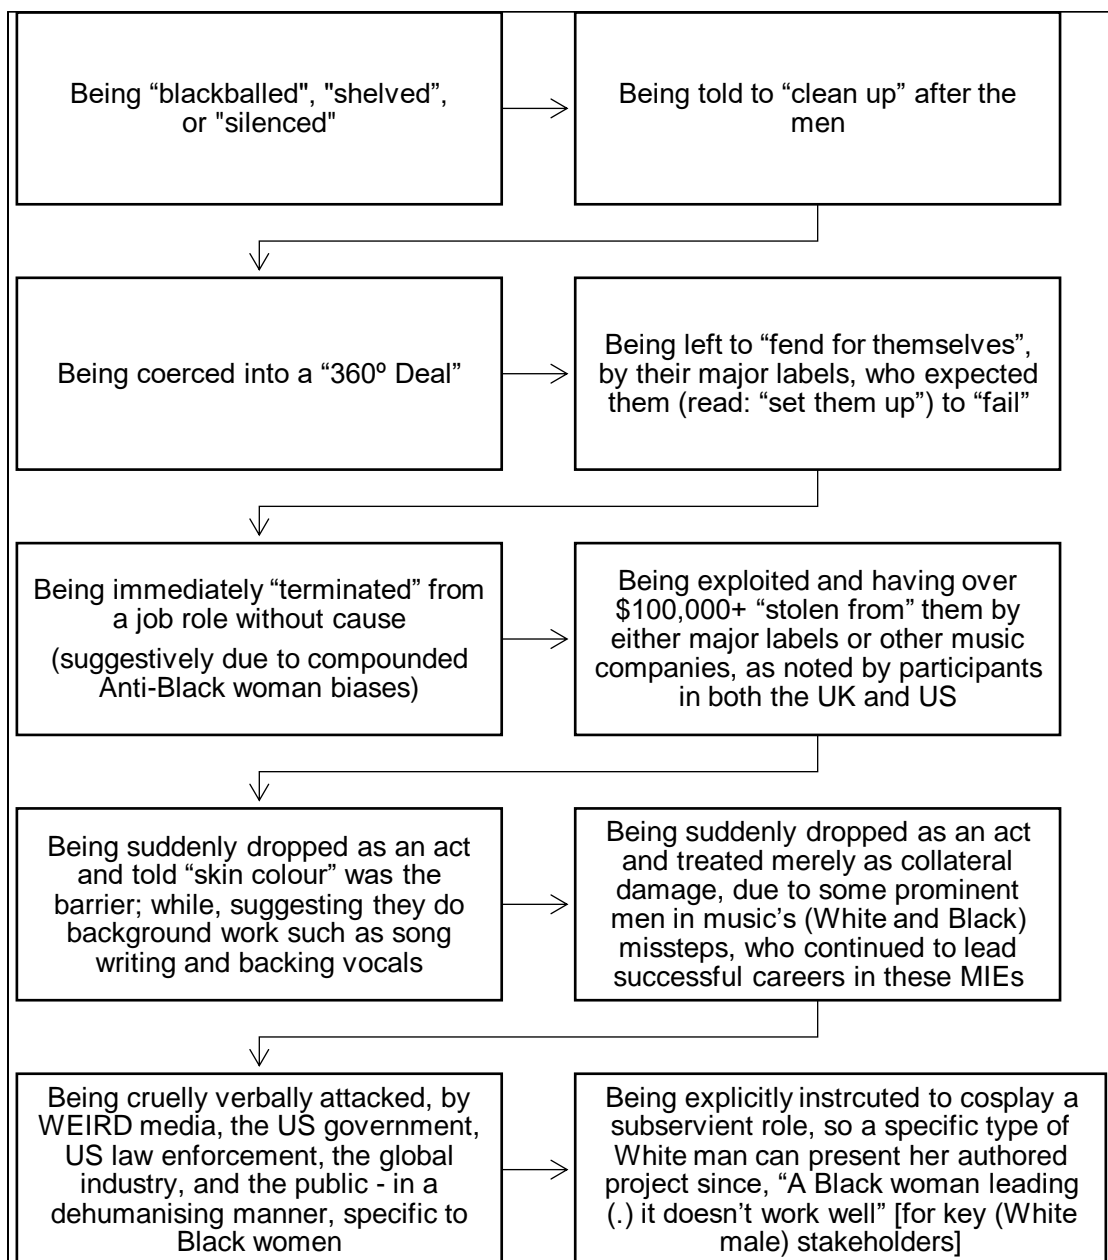 Being “blackballed", "shelved”,
or "silenced"
Being told to “clean up” after the
men
Being coerced into a “360º Deal”
Being left to “fend for themselves”,
by their major labels, who expected
them (read: “set them up”) to “fail”
Being immediately “terminated” from
a job role without cause
(suggestively due to compounded
Anti-Black woman biases)
Being exploited and having over
$100,000+ “stolen from” them by
either major labels or other music
companies, as noted by participants
in both the UK and US
Being suddenly dropped as an act
and told “skin colour” was the
barrier; while, suggesting they do
background work such as song
writing and backing vocals
Being suddenly dropped as an act
and treated merely as collateral
damage, due to some prominent
men in music’s (White and Black)
missteps, who continued to lead
successful careers in these MIEs
Being cruelly verbally attacked, by
WEIRD media, the US government,
US law enforcement, the global
industry, and the public - in a
dehumanising manner, specific to
Black women
Being explicitly instrcuted to cosplay a
subservient role, so a specific type of
White man can present her authored
project since, “A Black woman leading
(.) it doesn’t work well” [for key (White
male) stakeholders]